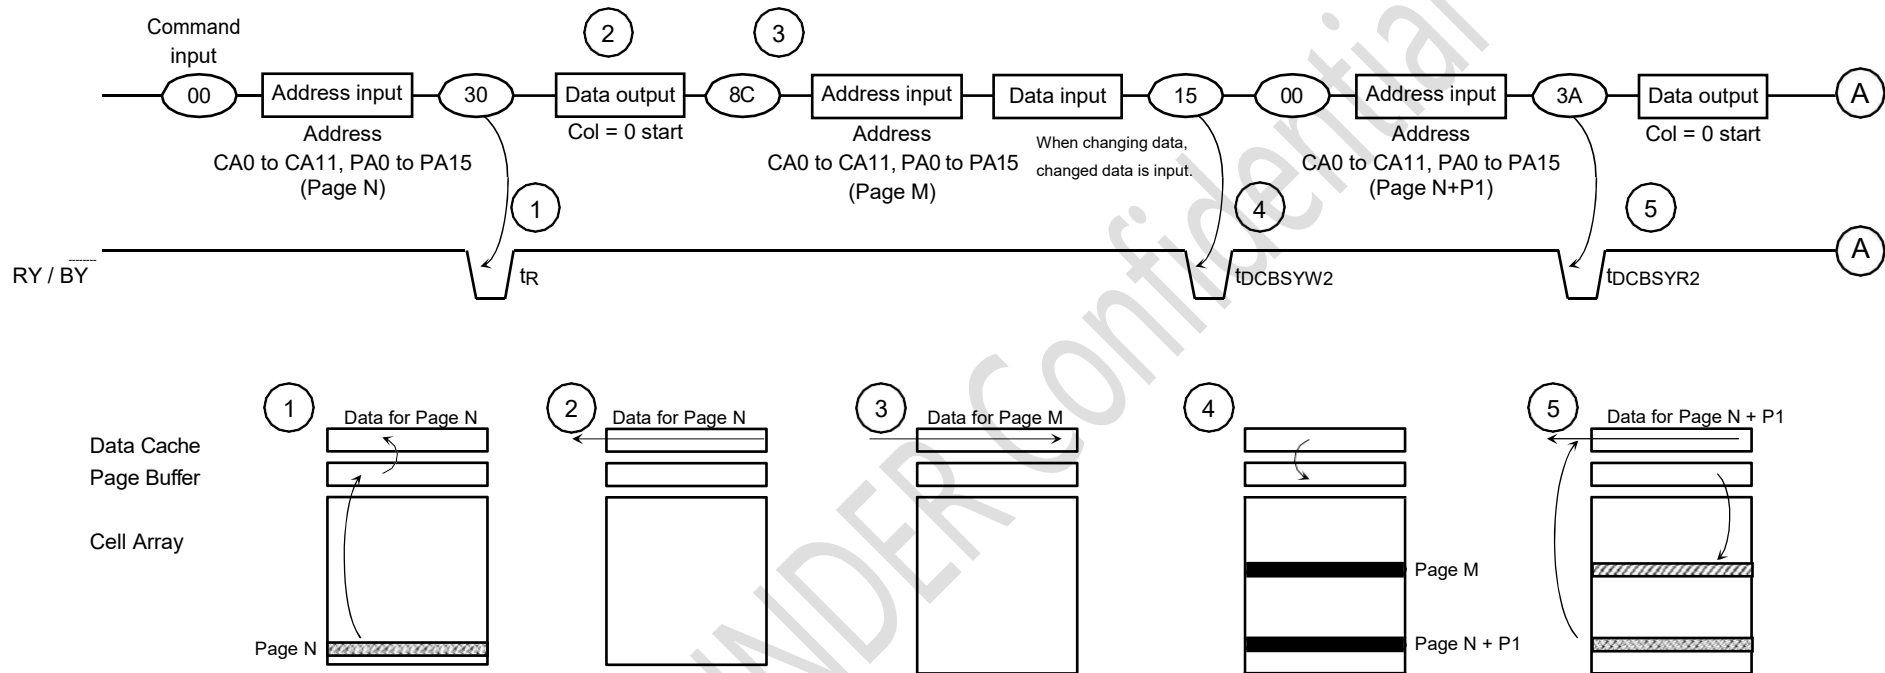 Command
input
2
3
00
Address input
30
Data output
8C
Address input
Data input
15
00
Address input
3A
Data output
A
Address
CA0 to CA11, PA0 to PA15
(Page N)
Col = 0 start
Address
CA0 to CA11, PA0 to PA15
(Page M)
When changing data,
changed data is input.
Address
CA0 to CA11, PA0 to PA15
(Page N+P1)
Col = 0 start
1
4
5
RY / BY
tR
tDCBSYW2
tDCBSYR2
A
1
Data for Page N
2
Data for Page N
3
Data for Page M
4
5
Data for Page N + P1
Data Cache
Page Buffer
Cell Array
Page M
Page N
Page N + P1
Confidential